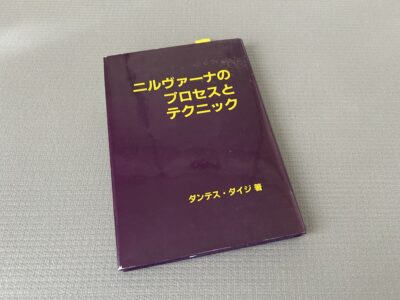 ニルヴァーナの
プロセスと
テクニック
ダンテス・ダイジ 著